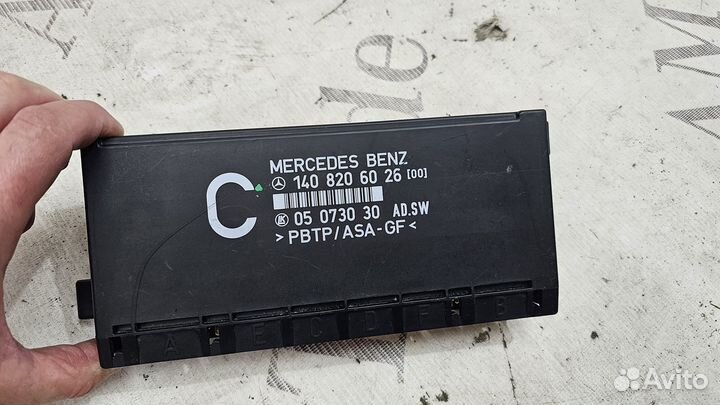 MERCEDES BENZ
C
140 820 60 26 [00]
05 0730 30 AD.SW
>PBTP/ASA-GF<
A E C D F B
Avito